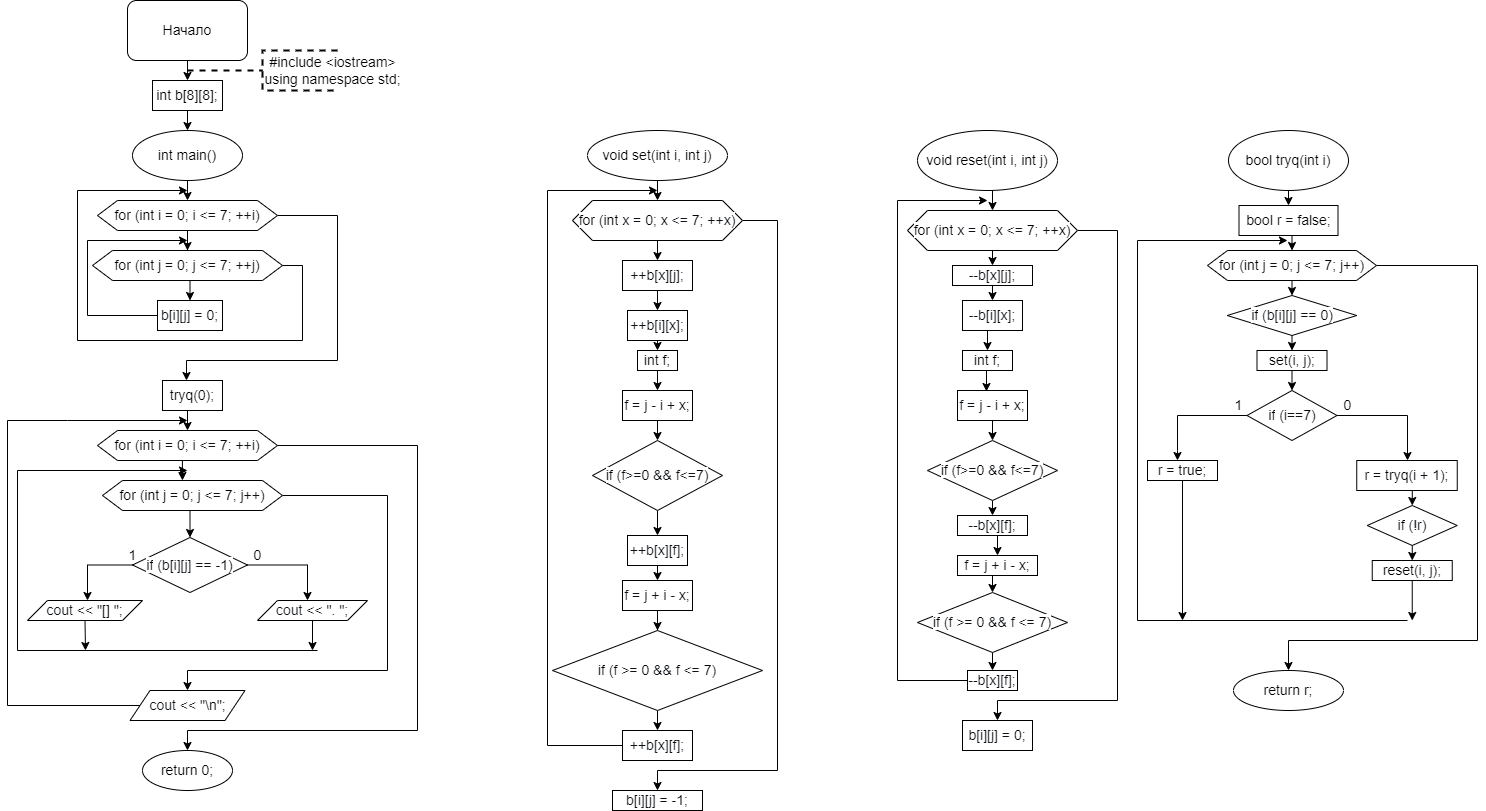 Начало
#include <iostream>
using namespace std;
int b[8][8];
int main()
for (int i = 0; i <= 7; ++i)
for (int j = 0; j <= 7; ++j)
b[i][j] = 0;
tryq(0);
for (int i = 0; i <= 7; ++i)
for (int j = 0; j <= 7; j++)
1
0
if (b[i][j] == -1)
cout << "[] ";
cout << ". ";
cout << "\n";
return 0;
void set(int i, int j)
for (int x = 0; x <= 7; ++x)
++b[x][j];
++b[i][x];
int f;
f = j - i + x;
if (f>=0 && f<=7)
++b[x][f];
f = j + i - x;
if (f >= 0 && f <= 7)
++b[x][f];
b[i][j] = -1;
void reset(int i, int j)
for (int x = 0; x <= 7; ++x)
--b[x][j];
--b[i][x];
int f;
f = j - i + x;
if (f>=0 && f<=7)
--b[x][f];
f = j + i - x;
if (f >= 0 && f <= 7)
--b[x][f];
b[i][j] = 0;
bool tryq(int i)
bool r = false;
for (int j = 0; j <= 7; j++)
if (b[i][j] == 0)
set(i, j);
1
0
if (i==7)
r = true;
r = tryq(i + 1);
if (!r)
reset(i, j);
return r;